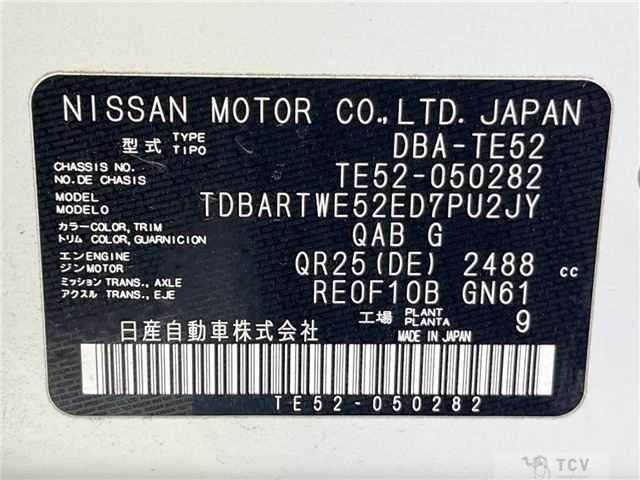 NISSAN MOTOR CO.,LTD. JAPAN
型式 TYPE TIPO DBA-TE52
CHASSIS NO. NO.DE CHASIS TE52-050282
MODEL MODELO TDBARTWE52ED7PU2JY
カラー COLOR, TRIM トリム COLOR, GUARNICION QAB G
エンENGINE ジンMOTOR QR25(DE) 2488 cc
ミッション TRANS., AXLE アクスル TRANS., EJE RE0F10B GN61
工場 PLANT PLANTA 9
日産自動車株式会社 MADE IN JAPAN
TE52-050282
TCV